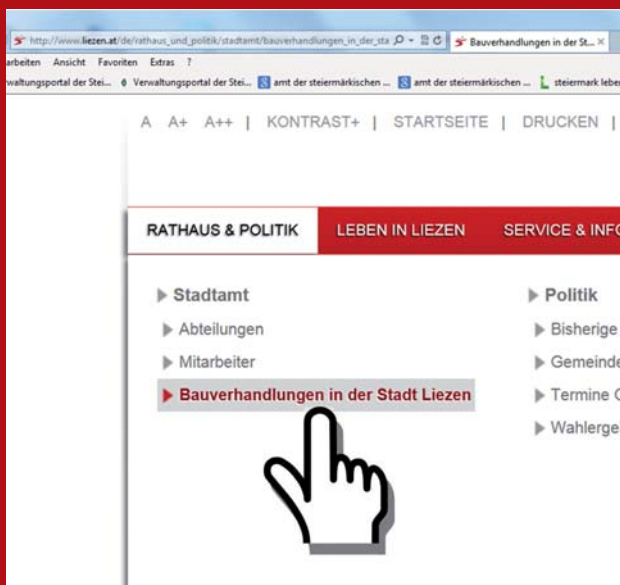 http://www.liezen.at/de/rathaus_und_politik/stadtamt/bauverhandlungen_in_der_sta
Bauverhandlungen in der St...
arbeiten Ansicht Favoriten Extras ?
waltungsportal der Stei... Verwaltungsportal der Stei... amt der steiermärkischen ... amt der steiermärkischen ... steiermark lebe
A A+ A++ | KONTRAST+ | STARTSEITE | DRUCKEN |
RATHAUS & POLITIK LEBEN IN LIEZEN SERVICE & INFO
Stadtamt
Abteilungen
Mitarbeiter
Bauverhandlungen in der Stadt Liezen
Politik
Bisherige
Gemeinde
Termine
Wahlerge